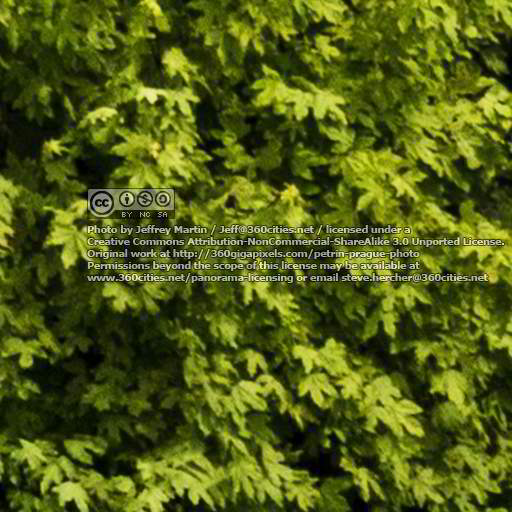 cc
BY NC SA
Photo by Jeffrey Martin / Jeff@360cities.net / licensed under a
Creative Commons Attribution-NonCommercial-ShareAlike 3.0 Unported License.
Original work at http://360gigapixels.com/petrin-prague-photo
Permissions beyond the scope of this license may be available at
www.360cities.net/panorama-licensing or email steve.hercher@360cities.net